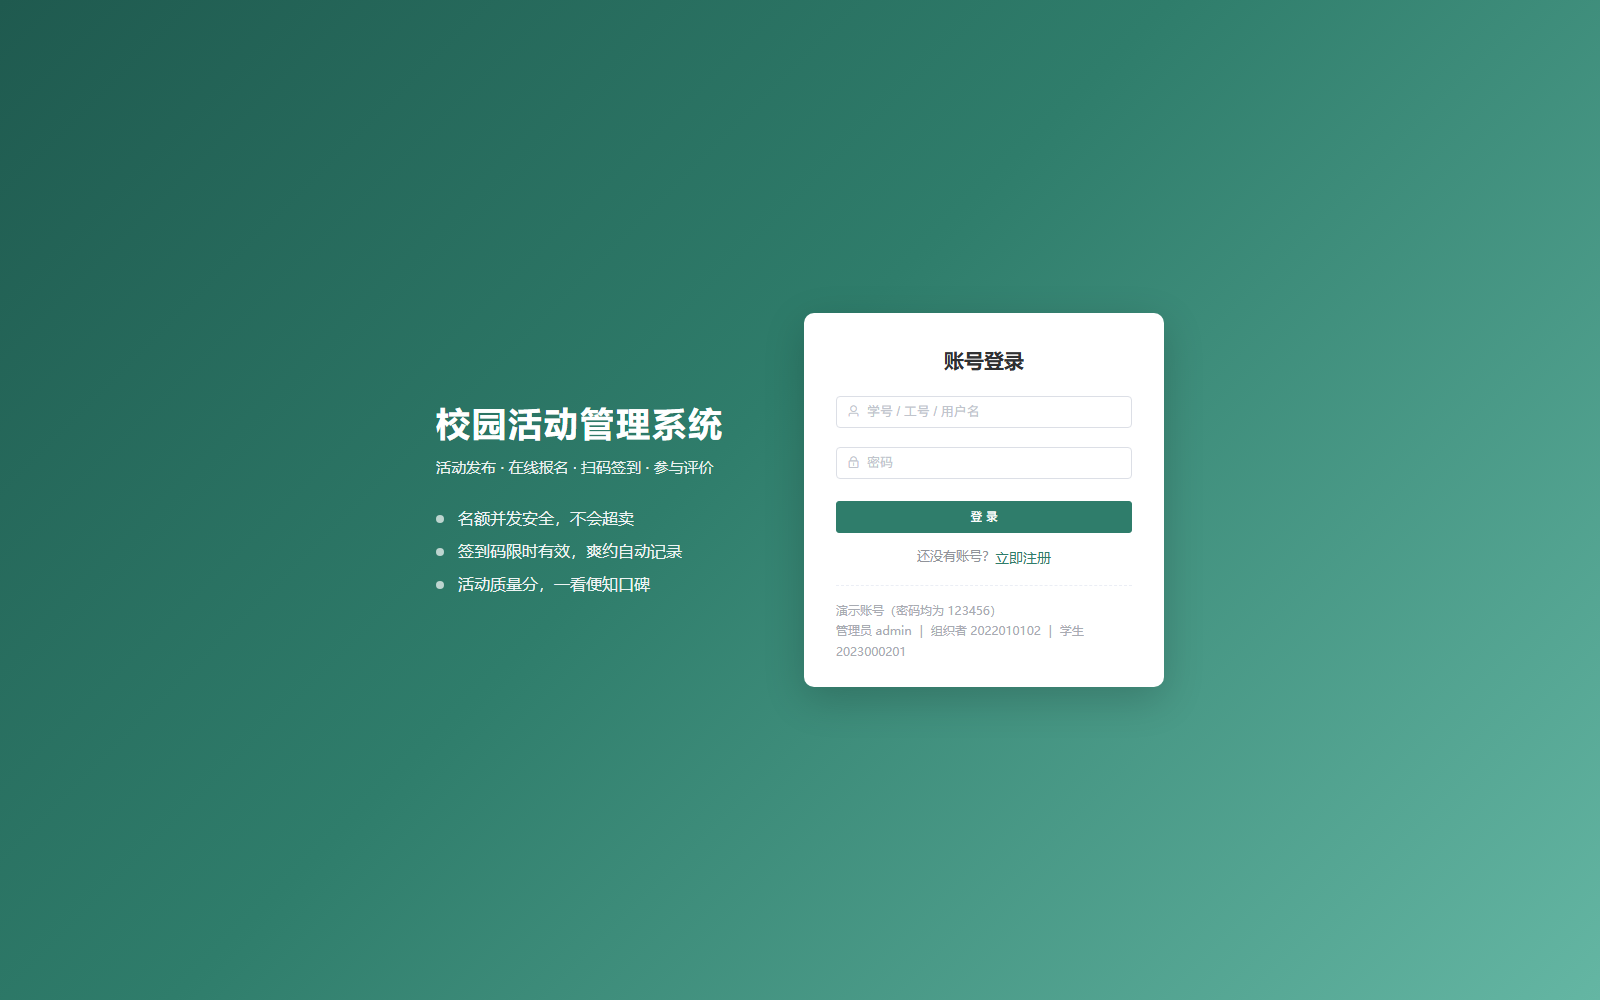 校园活动管理系统
活动发布 · 在线报名 · 扫码签到 · 参与评价
名额并发安全，不会超卖
签到码限时有效，爽约自动记录
活动质量分，一看便知口碑
账号登录
学号 / 工号 / 用户名
密码
登 录
还没有账号？立即注册
演示账号（密码均为 123456）
管理员 admin ｜ 组织者 2022010102 ｜ 学生
2023000201